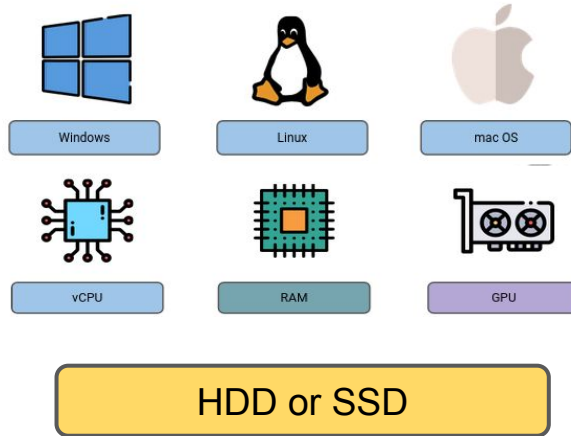 Windows
Linux
mac OS
vCPU
RAM
GPU
HDD or SSD